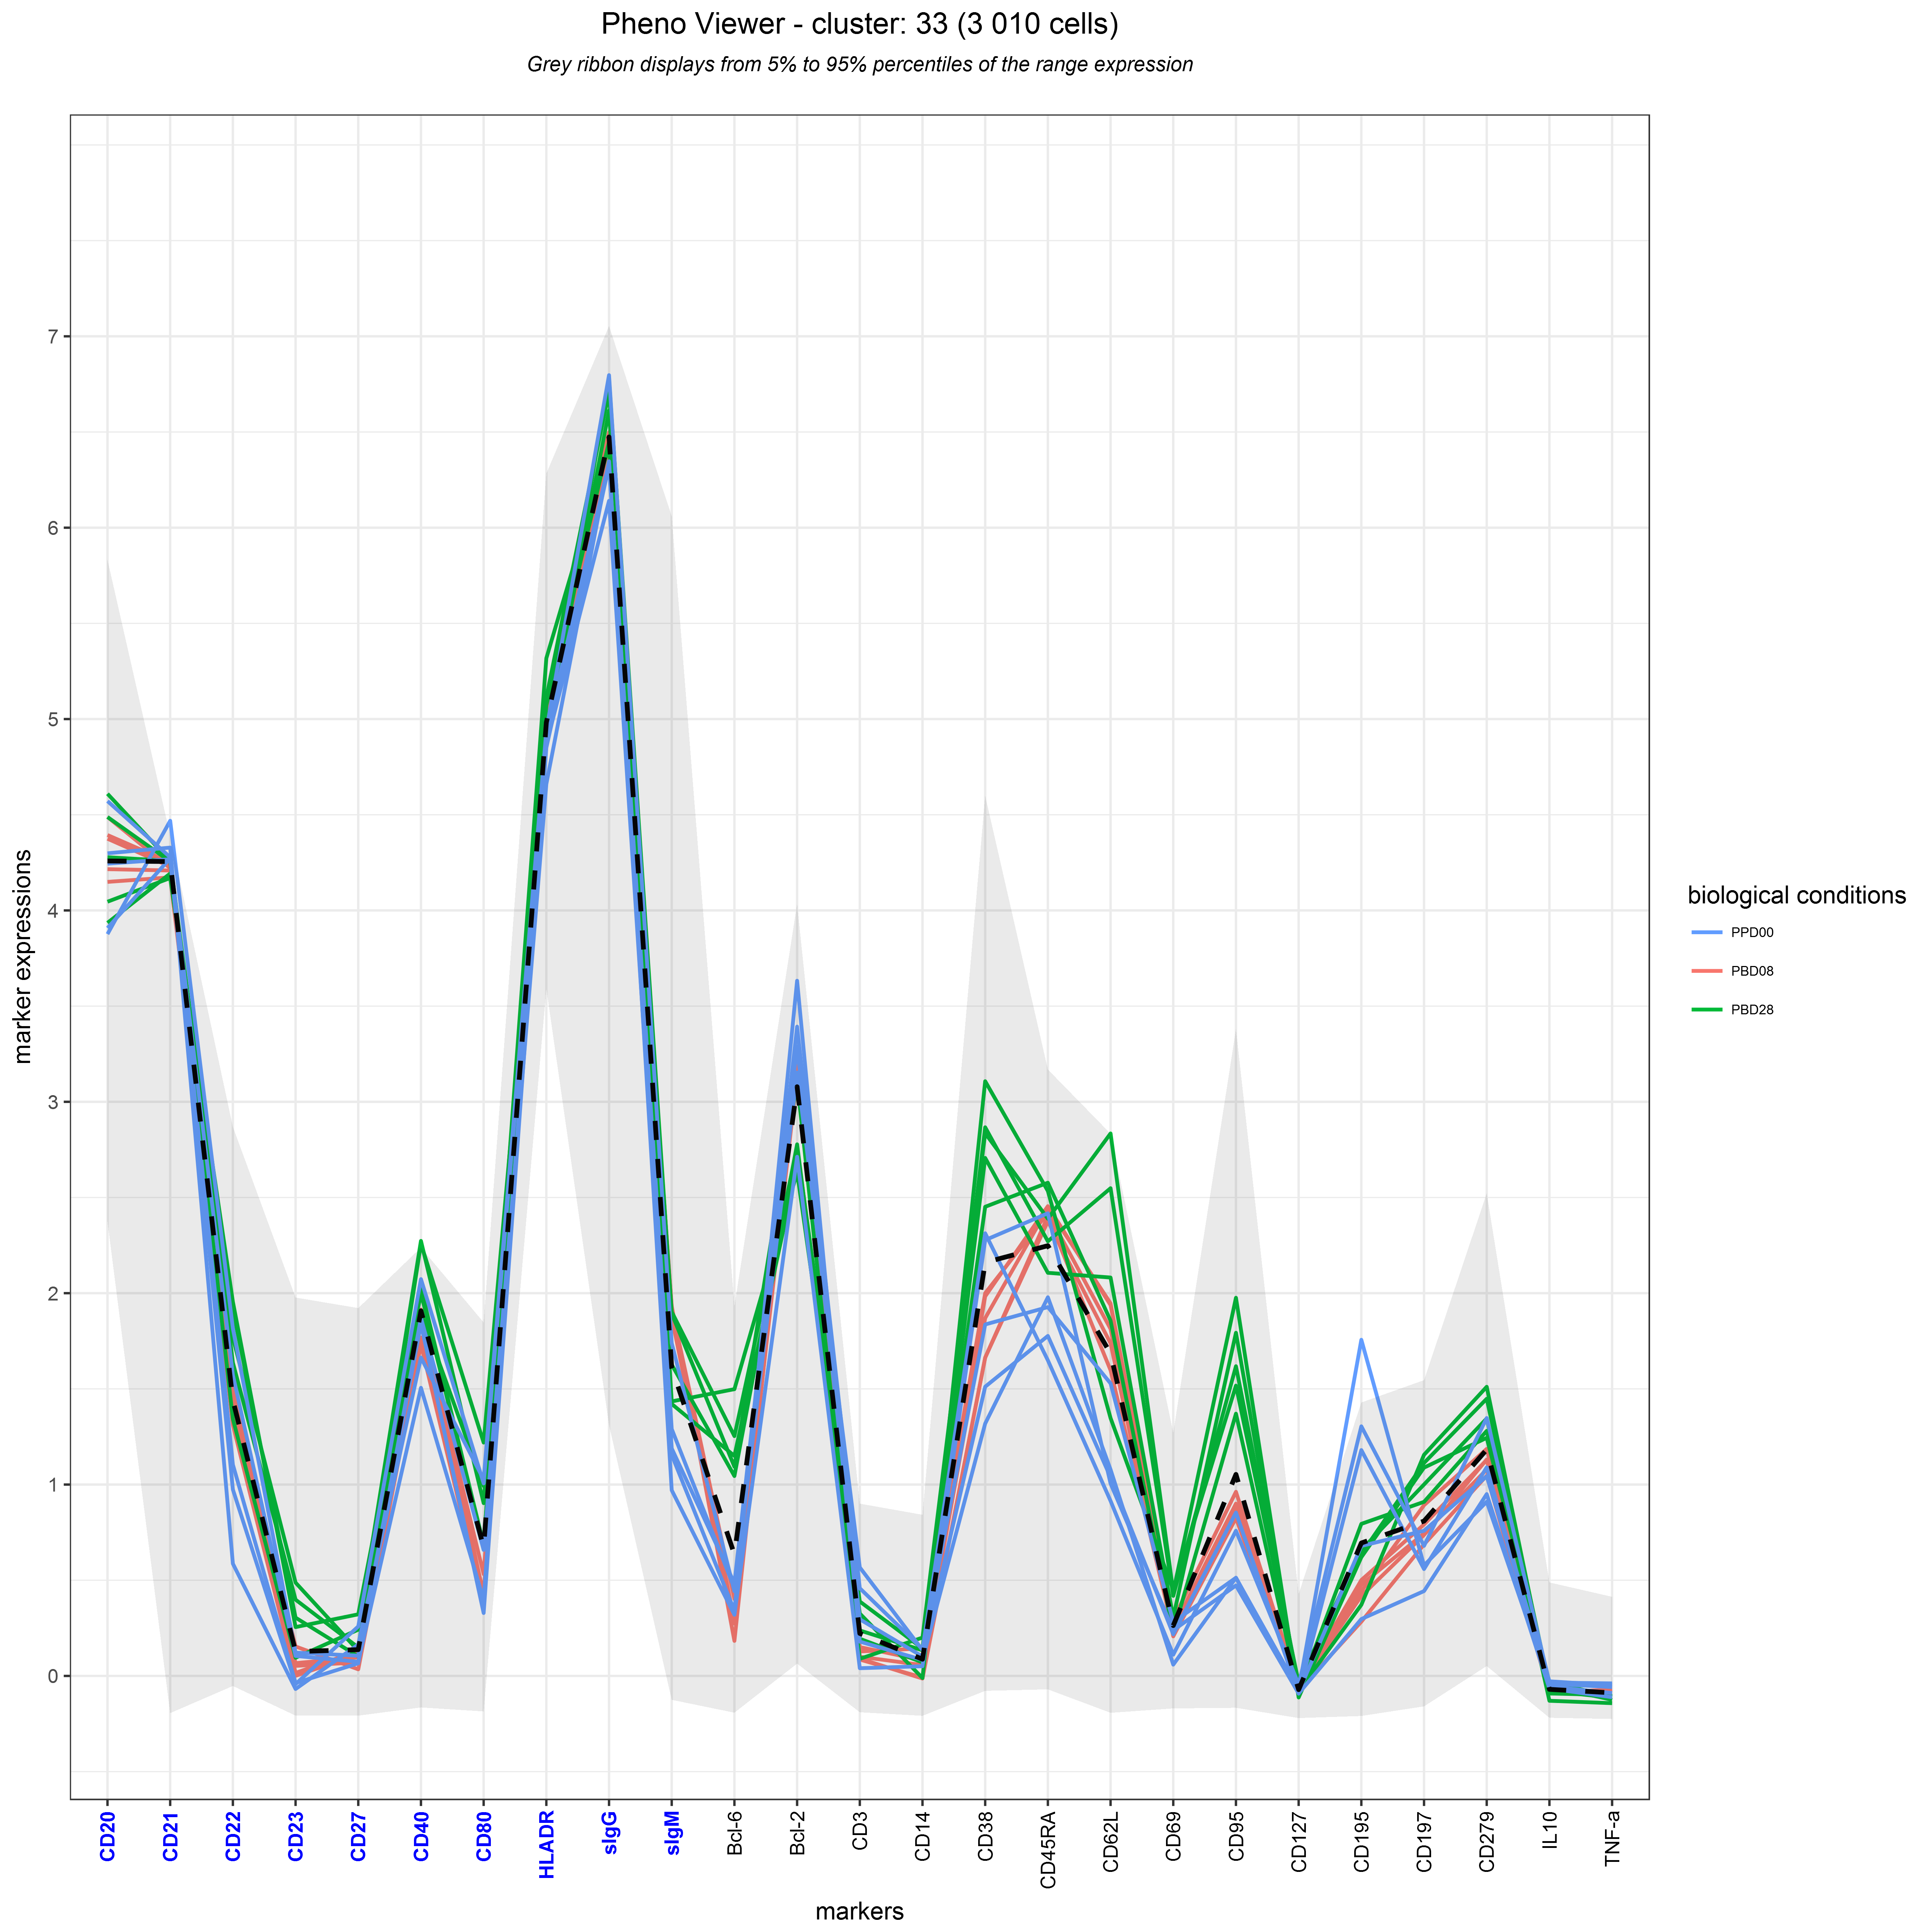 Pheno Viewer - cluster: 33 (3 010 cells)
Grey ribbon displays from 5% to 95% percentiles of the range expression
marker expressions
7
6
5
4
3
2
1
0
CD20
CD21
CD22
CD23
CD27
CD40
CD80
HLADR
sIgG
sIgM
Bcl-6
Bcl-2
CD3
CD14
CD38
CD45RA
CD62L
CD69
CD95
CD127
CD195
CD197
CD279
IL10
TNF-a
markers
biological conditions
PPD00
PBD08
PBD28